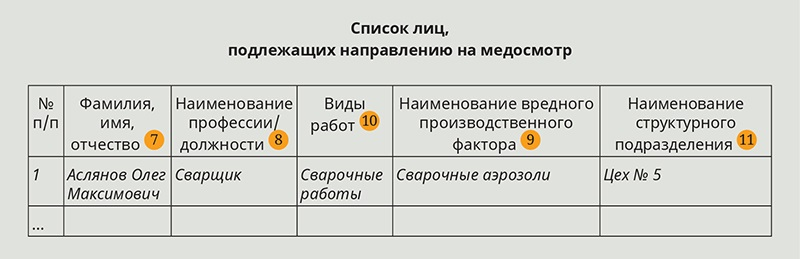 Список лиц,
подлежащих направлению на медосмотр
№
п/п
Фамилия,
имя,
отчество 7
Наименование
профессии/
должности 8
Виды
работ 10
Наименование вредного
производственного
фактора 9
Наименование
структурного
подразделения 11
1
Аслянов Олег
Максимович
Сварщик
Сварочные
работы
Сварочные аэрозоли
Цех № 5
...